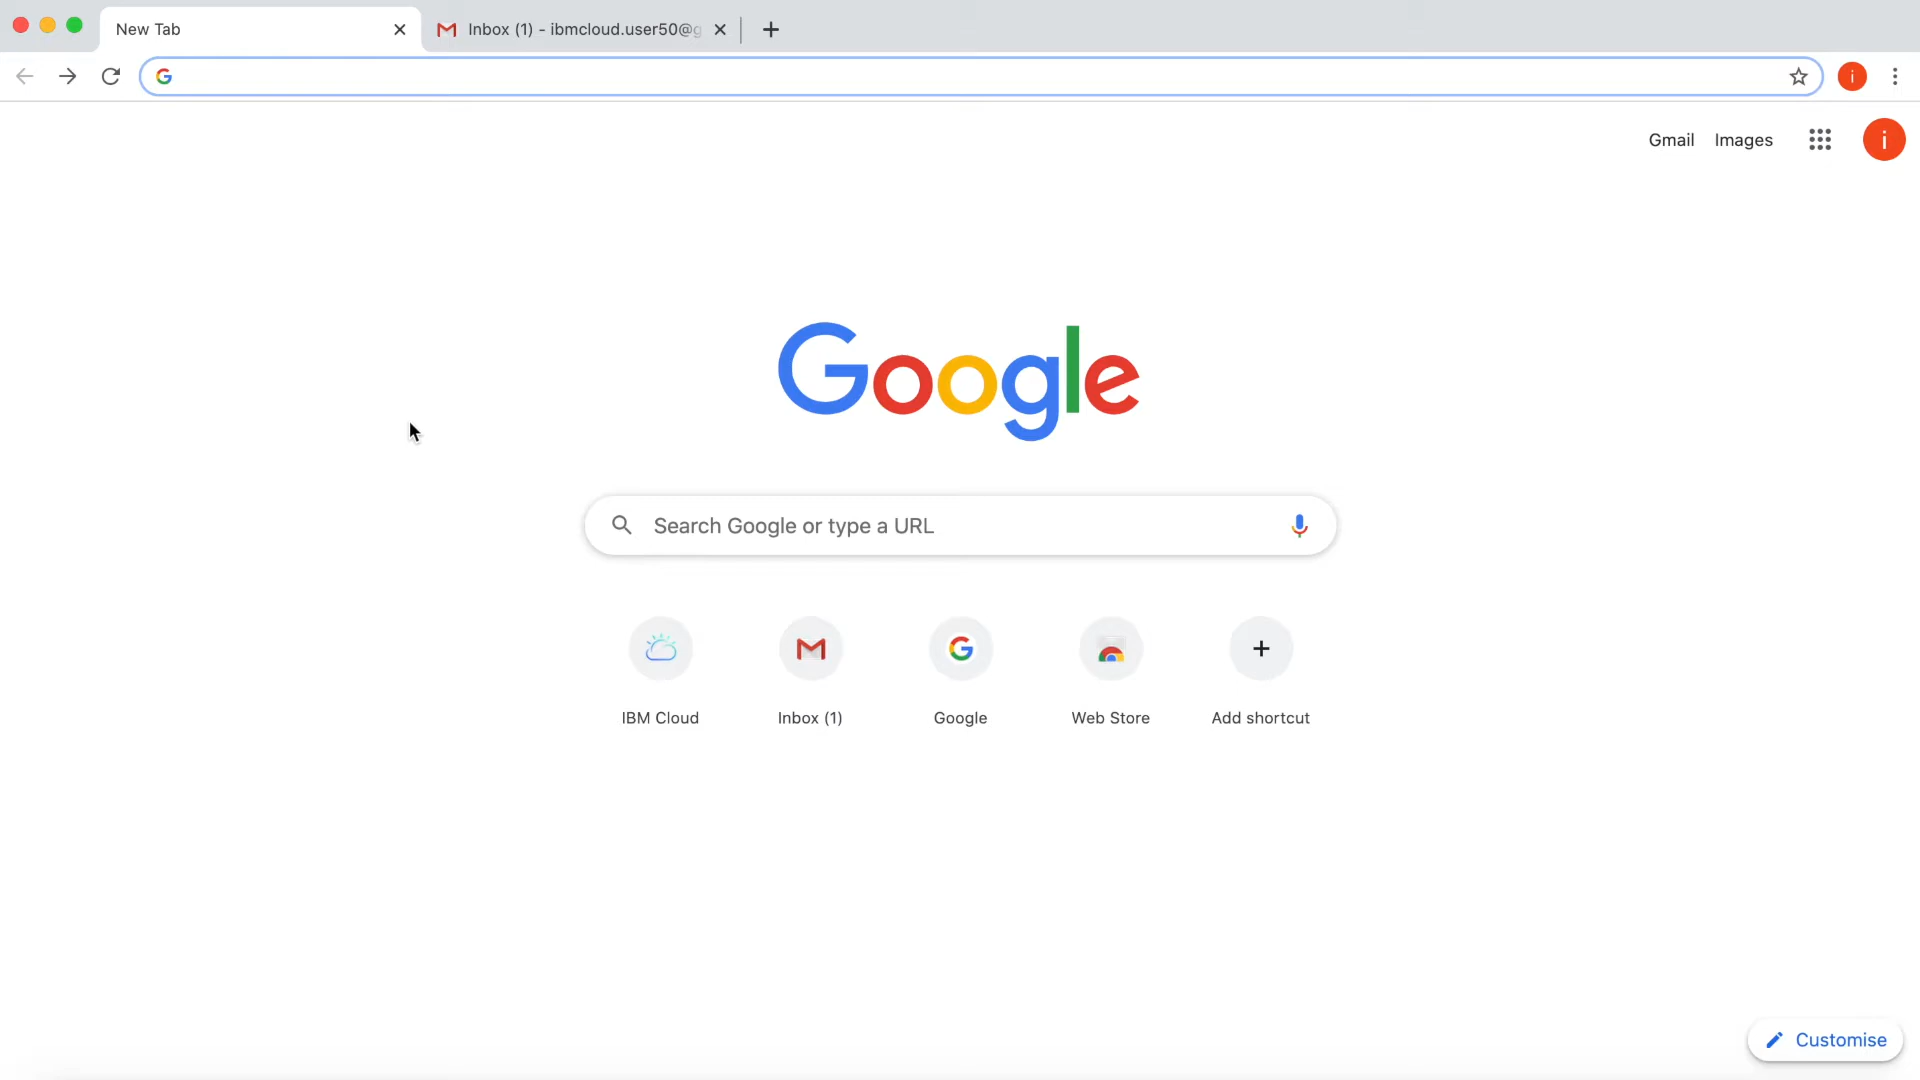 New Tab
Inbox (1) - ibmcloud.user50@g
i
Gmail
Images
i
Google
Search Google or type a URL
IBM Cloud
Inbox (1)
Google
Web Store
Add shortcut
Customise